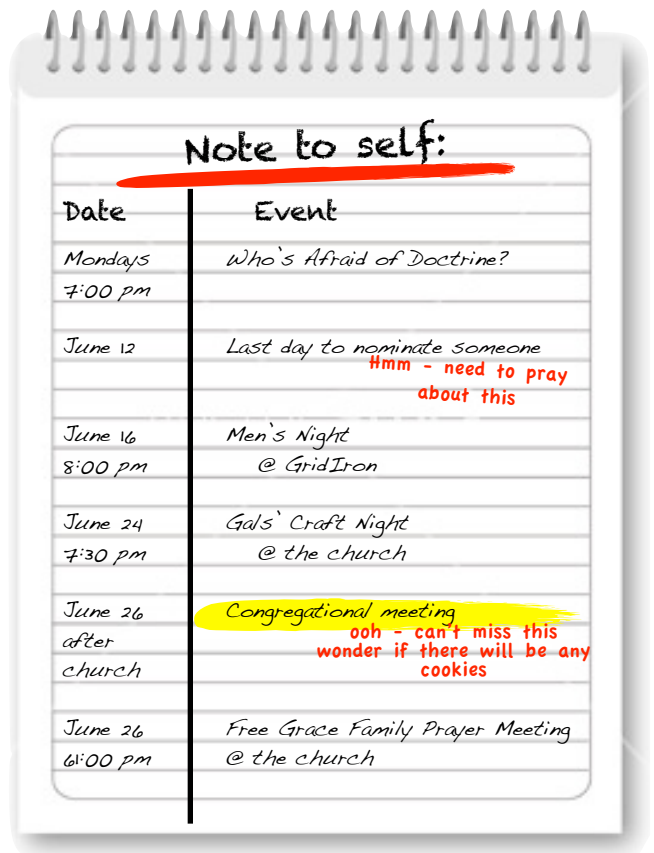 Note to self:
Date Event
Mondays Who's Afraid of Doctrine?
7:00 pm
June 12 Last day to nominate someone
Hmm - need to pray
about this
June 16 Men's Night
8:00 pm @ GridIron
June 24 Gals' Craft Night
7:30 pm @ the church
June 26 Congregational meeting
after ooh - can't miss this
wonder if there will be any
church cookies
June 26 Free Grace Family Prayer Meeting
61:00 pm @ the church